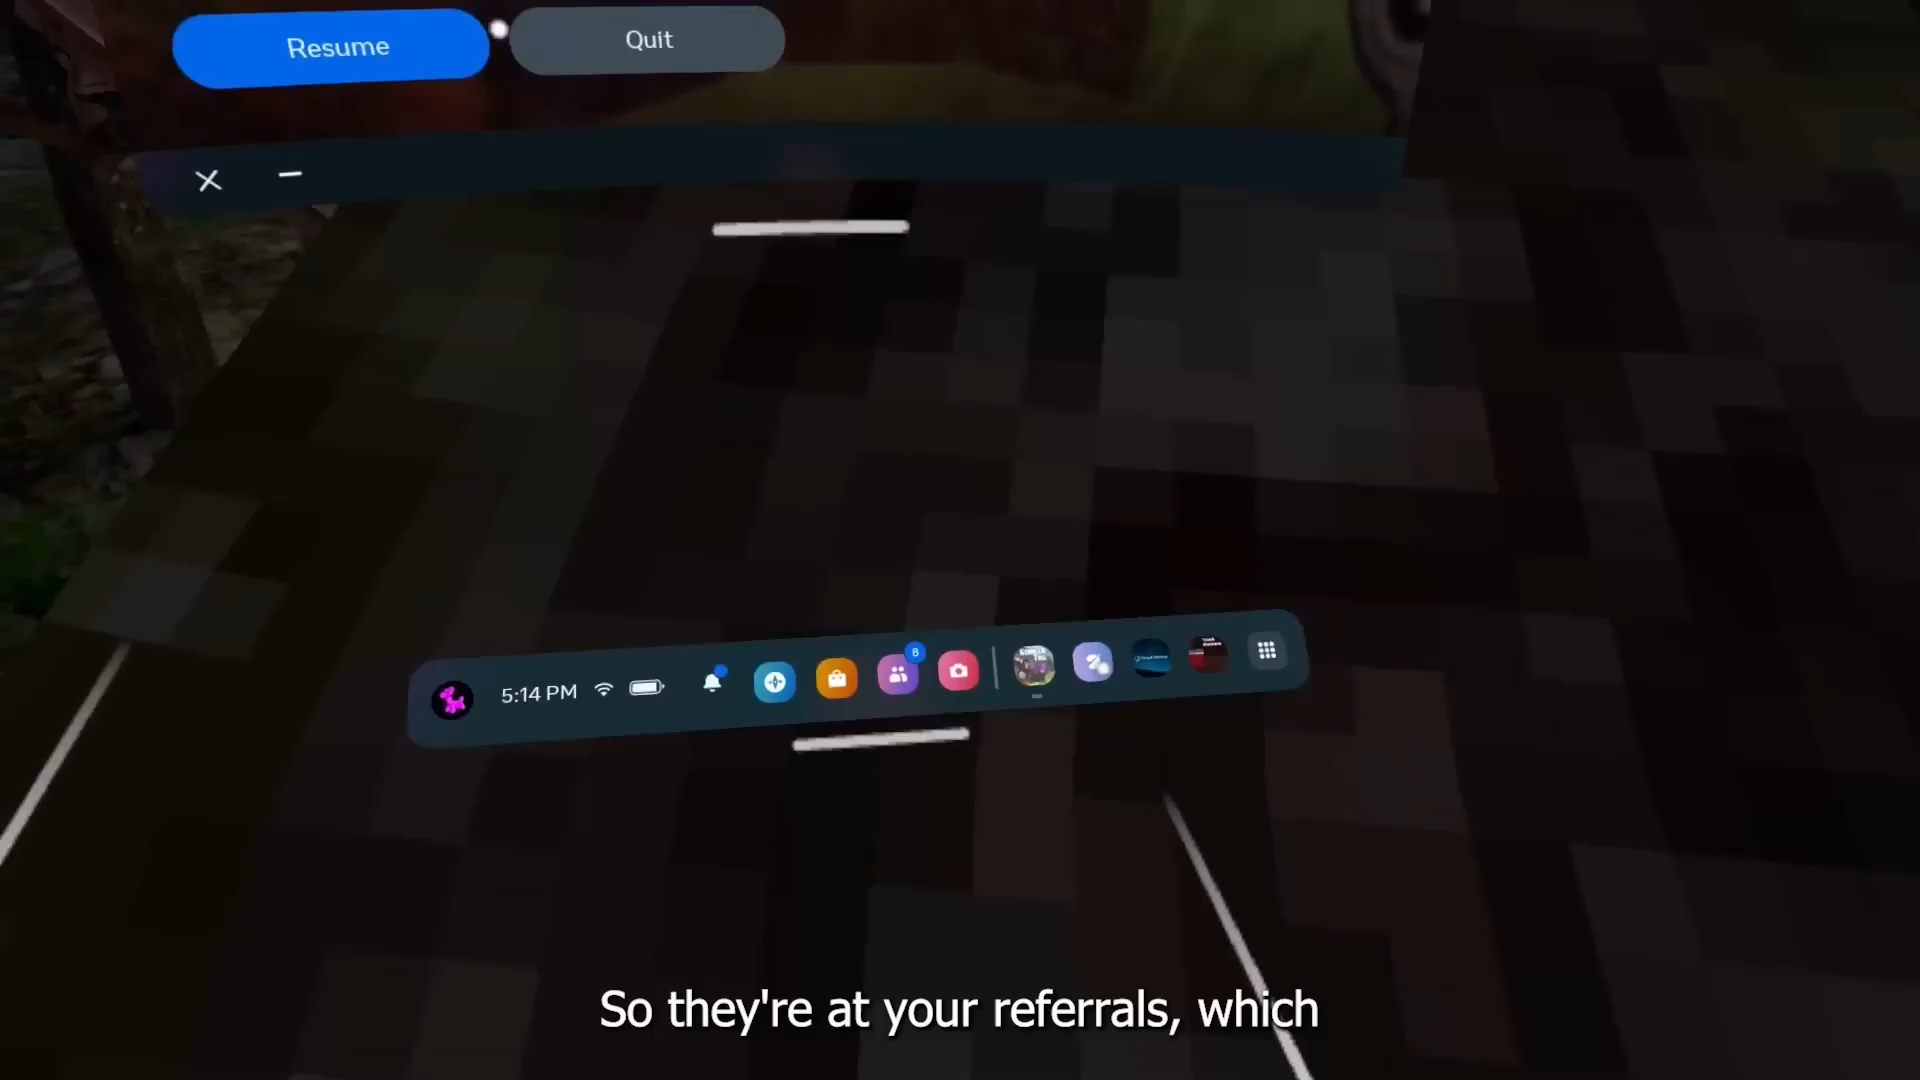 Resume
Quit
8
5:14 PM
So they're at your referrals, which